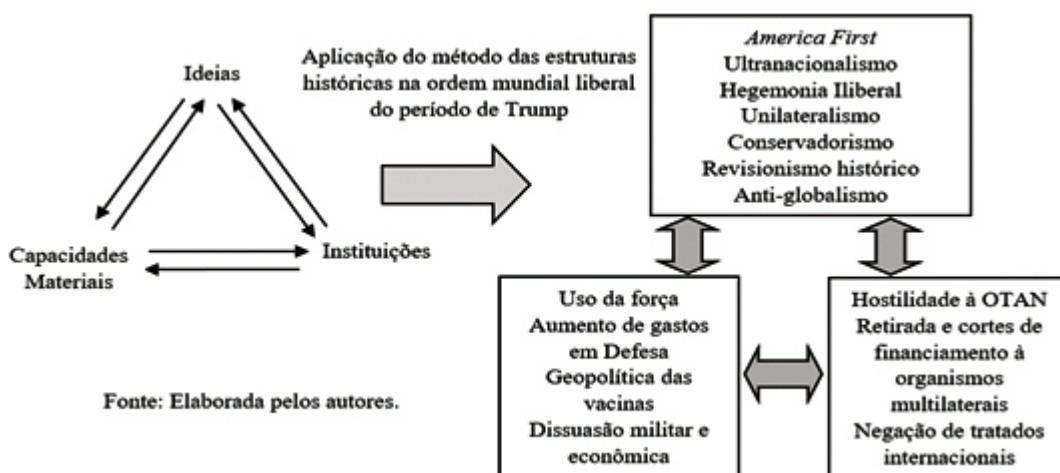 Ideias
Capacidades
Materiais
Instituições
Aplicação do método das estruturas
históricas na ordem mundial liberal
do período de Trump
America First
Ultranacionalismo
Hegemonia Iliberal
Unilateralismo
Conservadorismo
Revisionismo histórico
Anti-globalismo
Uso da força
Aumento de gastos
em Defesa
Geopolítica das
vacinas
Dissuasão militar e
econômica
Hostilidade à OTAN
Retirada e cortes de
financiamento à
organismos
multilaterais
Negação de tratados
internacionais
Fonte: Elaborada pelos autores.